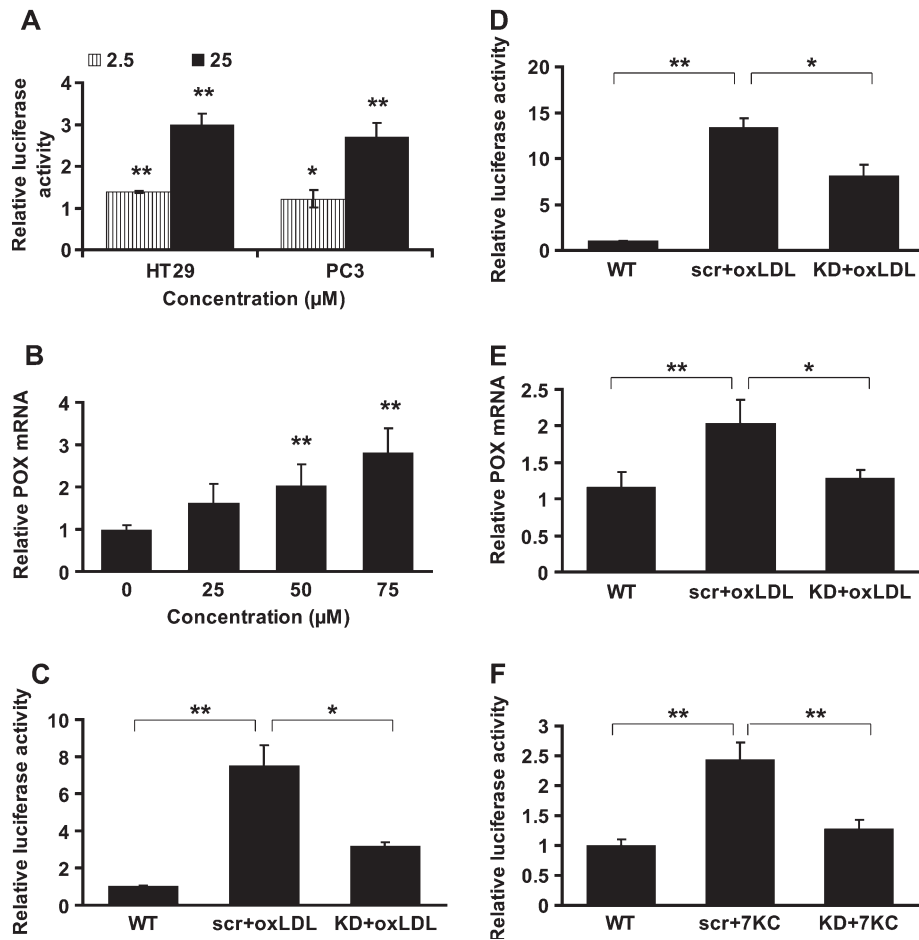 A
2.5 25
Relative luciferase
activity
4
3
2
1
0
** ** * **
HT29 PC3
Concentration (µM)
B
Relative POX mRNA
4
3
2
1
0
** **
0 25 50 75
Concentration (µM)
C
Relative luciferase activity
10
8
6
4
2
0
** *
WT scr+oxLDL KD+oxLDL
D
Relative luciferase activity
20
15
10
5
0
** *
WT scr+oxLDL KD+oxLDL
E
Relative POX mRNA
2.5
2
1.5
1
0.5
0
** *
WT scr+oxLDL KD+oxLDL
F
Relative luciferase activity
3
2.5
2
1.5
1
0.5
0
** **
WT scr+7KC KD+7KC